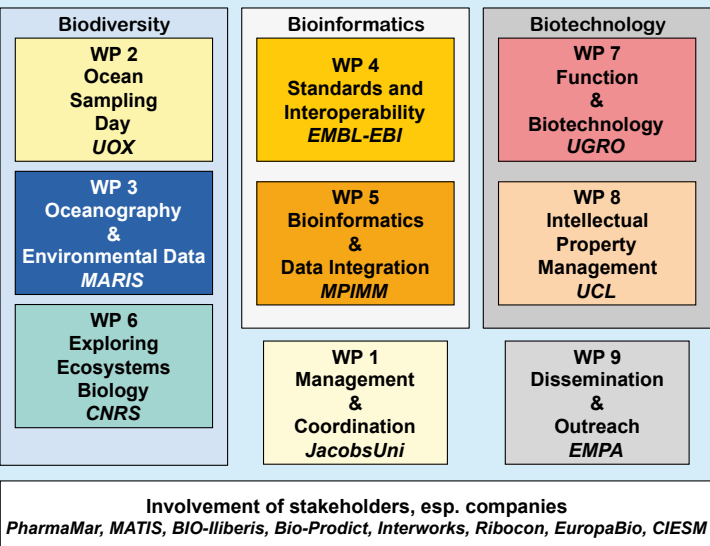 Biodiversity
WP 2
Ocean
Sampling
Day
UOX
WP 3
Oceanography
&
Environmental Data
MARIS
WP 6
Exploring
Ecosystems
Biology
CNRS
Bioinformatics
WP 4
Standards and
Interoperability
EMBL-EBI
WP 5
Bioinformatics
&
Data Integration
MPIMM
Biotechnology
WP 7
Function
&
Biotechnology
UGRO
WP 8
Intellectual
Property
Management
UCL
WP 1
Management
&
Coordination
JacobsUni
WP 9
Dissemination
&
Outreach
EMPA
Involvement of stakeholders, esp. companies
PharmaMar, MATIS, BIO-Iliberis, Bio-Prodict, Interworks, Ribocon, EuropaBio, CIESM